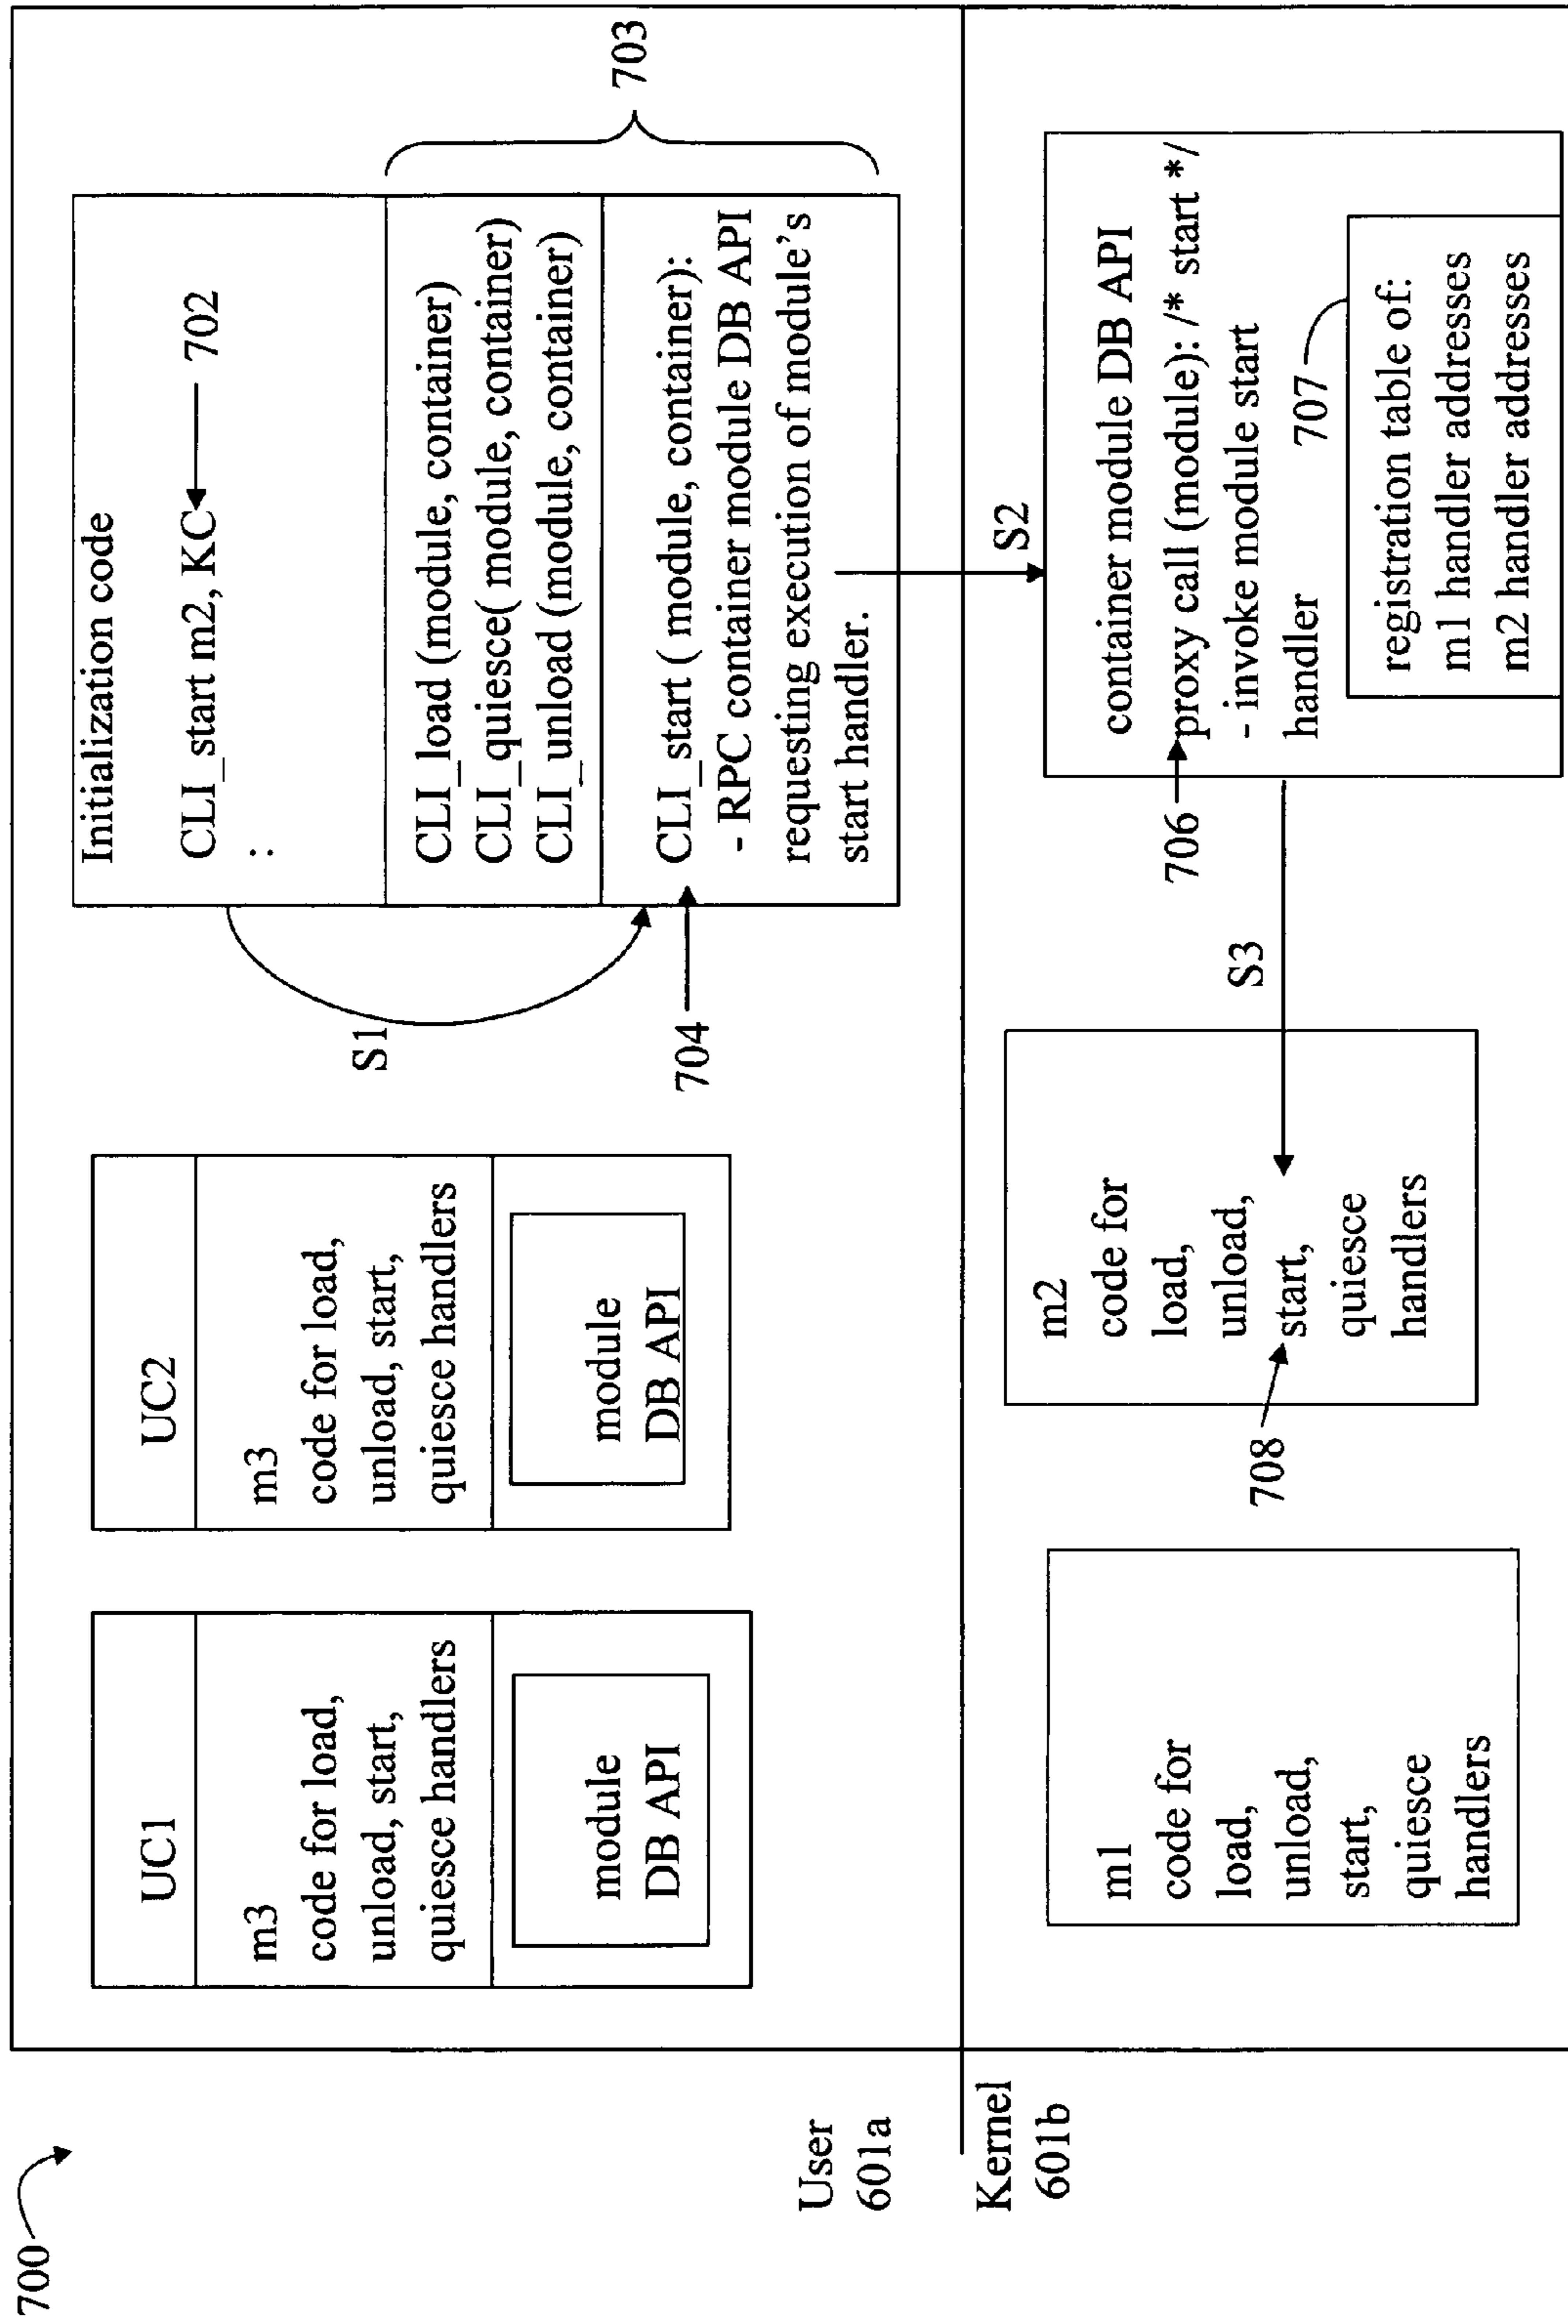 700
User
601a
Kernel
601b
UC1
m3
code for load,
unload, start,
quiesce handlers
module
DB API
UC2
m3
code for load,
unload, start,
quiesce handlers
module
DB API
S1
Initialization code
CLI_start m2, KC
702
:
CLI_load (module, container)
CLI_quiesce( module, container)
CLI_unload (module, container)
703
704
CLI_start ( module, container):
- RPC container module DB API
requesting execution of module's
start handler.
S2
m1
code for
load,
unload,
start,
quiesce
handlers
m2
code for
load,
unload,
start,
quiesce
handlers
708
S3
container module DB API
706
proxy call (module): /* start */
- invoke module start
handler
707
registration table of:
m1 handler addresses
m2 handler addresses